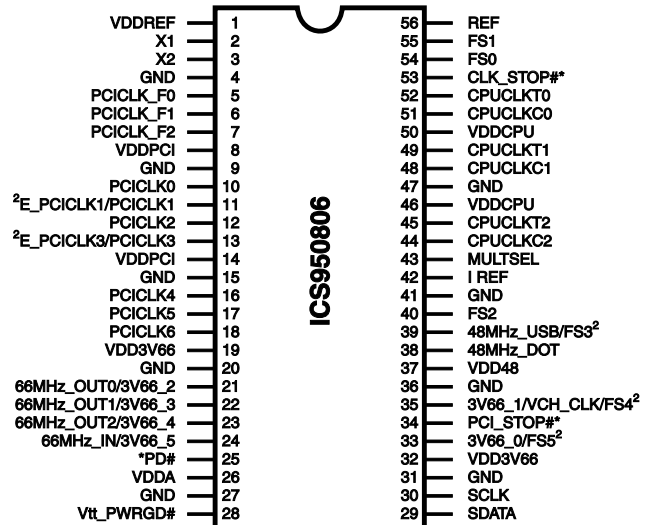 VDDREF 1 56 REF
X1 2 55 FS1
X2 3 54 FS0
GND 4 53 CLK_STOP#*
PCICLK_F0 5 52 CPUCLKT0
PCICLK_F1 6 51 CPUCLKC0
PCICLK_F2 7 50 VDDCPU
VDDPCI 8 49 CPUCLKT1
GND 9 48 CPUCLKC1
PCICLK0 10 47 GND
²E_PCICLK1/PCICLK1 11 46 VDDCPU
PCICLK2 12 45 CPUCLKT2
²E_PCICLK3/PCICLK3 13 44 CPUCLKC2
VDDPCI 14 43 MULTSEL
GND 15 42 I REF
PCICLK4 16 41 GND
PCICLK5 17 40 FS2
PCICLK6 18 39 48MHz_USB/FS3²
VDD3V66 19 38 48MHz_DOT
GND 20 37 VDD48
66MHz_OUT0/3V66_2 21 36 GND
66MHz_OUT1/3V66_3 22 35 3V66_1/VCH_CLK/FS4²
66MHz_OUT2/3V66_4 23 34 PCI_STOP#*
66MHz_IN/3V66_5 24 33 3V66_0/FS5²
*PD# 25 32 VDD3V66
VDDA 26 31 GND
GND 27 30 SCLK
Vtt_PWRGD# 28 29 SDATA
ICS950806